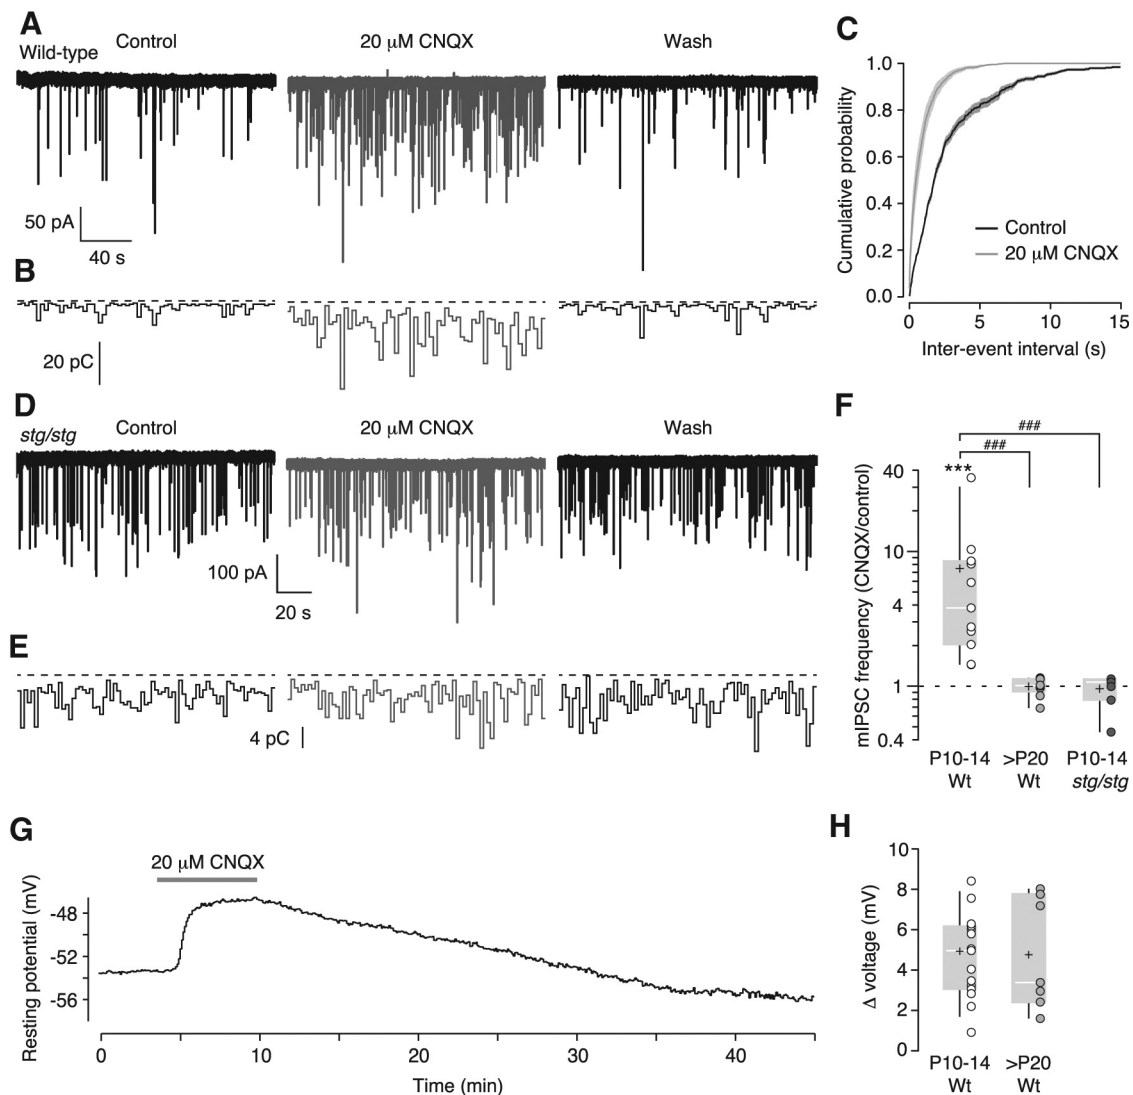 A
Wild-type
Control
20 µM CNQX
Wash
50 pA
40 s
B
20 pC
C
Cumulative probability
1.0
0.8
0.6
0.4
0.2
0.0
Control
20 µM CNQX
0
5
10
15
Inter-event interval (s)
D
stg/stg
Control
20 µM CNQX
Wash
100 pA
20 s
E
4 pC
F
###
###
***
mIPSC frequency (CNQX/control)
40
10
4
1
0.4
P10-14
Wt
>P20
Wt
P10-14
stg/stg
G
20 µM CNQX
Resting potential (mV)
-48
-52
-56
0
10
20
30
40
Time (min)
H
Δ voltage (mV)
10
8
6
4
2
0
P10-14
Wt
>P20
Wt